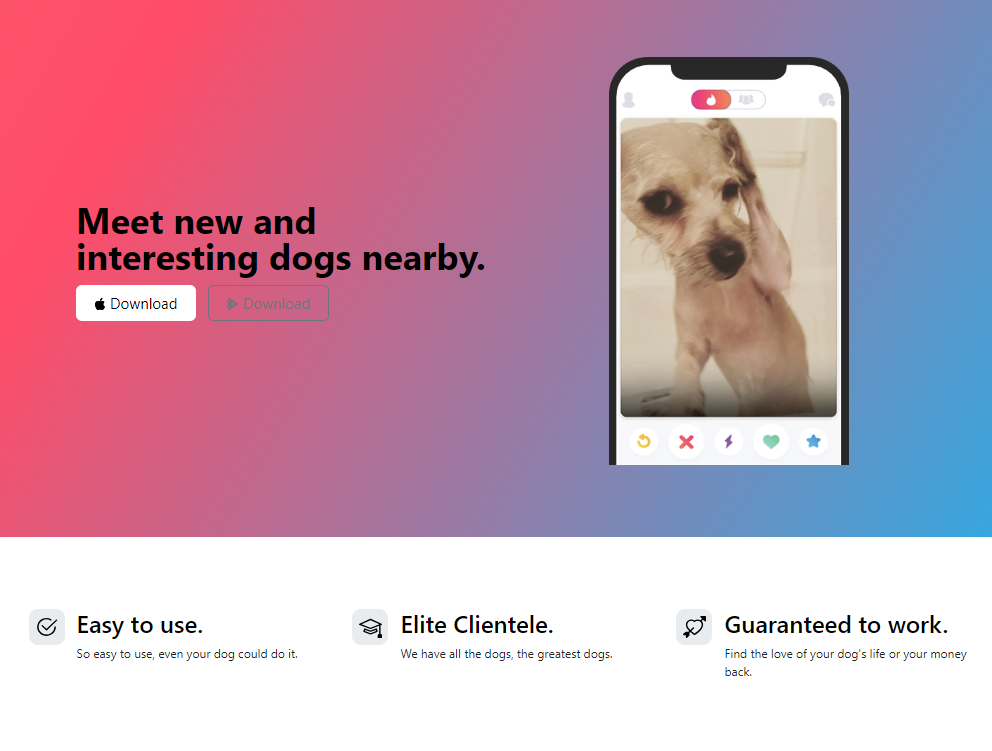 Meet new and
interesting dogs nearby.
Download
Download
Easy to use.
So easy to use, even your dog could do it.
Elite Clientele.
We have all the dogs, the greatest dogs.
Guaranteed to work.
Find the love of your dog's life or your money
back.